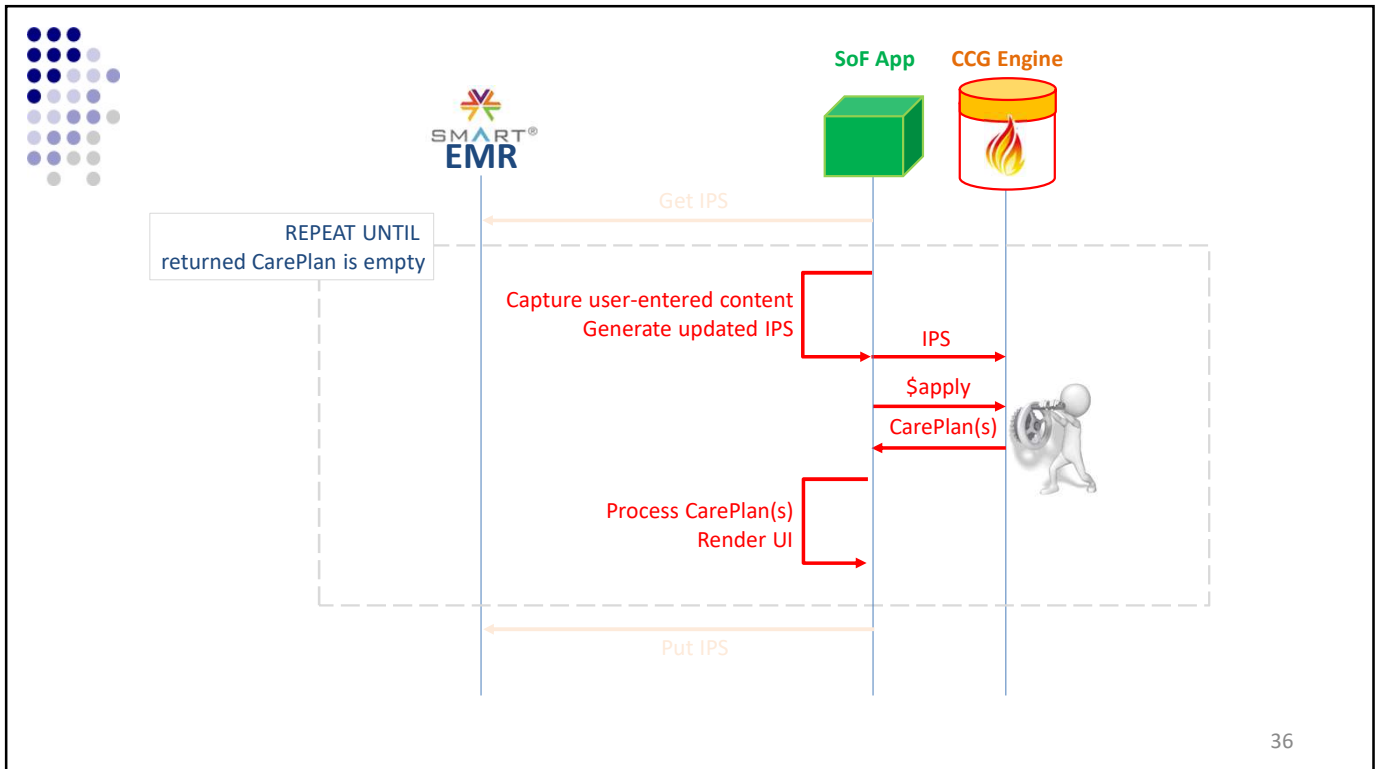 SoF App
CCG Engine
SMART®
EMR
Get IPS
REPEAT UNTIL
returned CarePlan is empty
Capture user-entered content
Generate updated IPS
IPS
$apply
CarePlan(s)
Process CarePlan(s)
Render UI
Put IPS
36